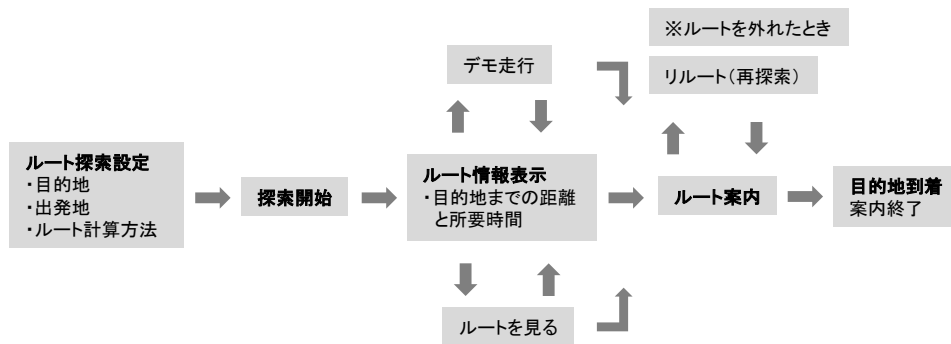 ※ルートを外れたとき
デモ走行
リルート(再探索)
ルート探索設定
・目的地
・出発地
・ルート計算方法
探索開始
ルート情報表示
・目的地までの距離
と所要時間
ルート案内
目的地到着
案内終了
ルートを見る